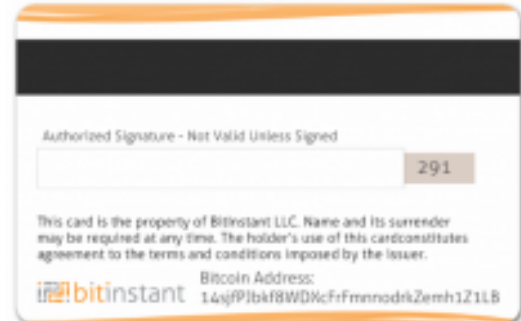 Authorized Signature - Not Valid Unless Signed
291
This card is the property of BitInstant LLC. Name and its surrender
may be required at any time. The holder's use of this cardconstitutes
agreement to the terms and conditions imposed by the Issuer.
Bitcoin Address:
bitinstant